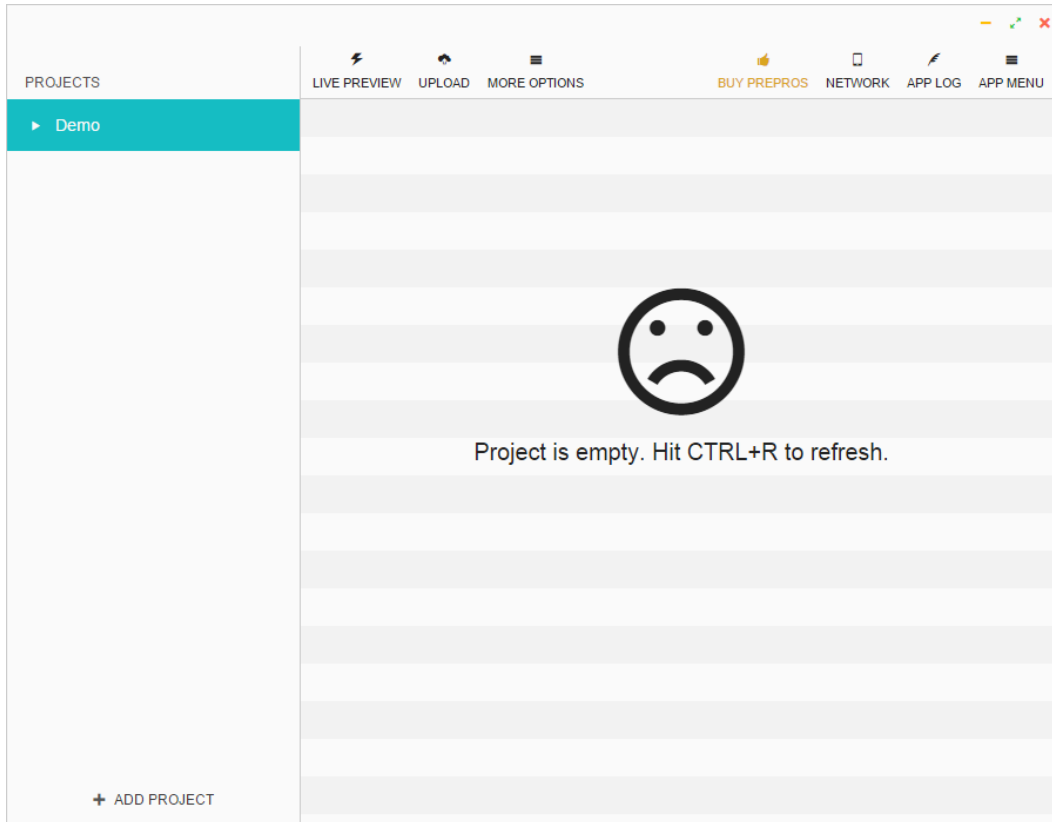 PROJECTS
LIVE PREVIEW UPLOAD MORE OPTIONS BUY PREPROS NETWORK APP LOG APP MENU
Demo
Project is empty. Hit CTRL+R to refresh.
ADD PROJECT